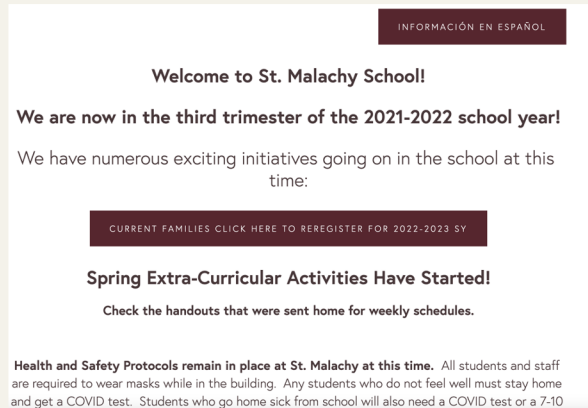 INFORMACIÓN EN ESPAÑOL
Welcome to St. Malachy School!
We are now in the third trimester of the 2021-2022 school year!
We have numerous exciting initiatives going on in the school at this
time:
CURRENT FAMILIES CLICK HERE TO REREGISTER FOR 2022-2023 SY
Spring Extra-Curricular Activities Have Started!
Check the handouts that were sent home for weekly schedules.
Health and Safety Protocols remain in place at St. Malachy at this time. All students and staff
are required to wear masks while in the building. Any students who do not feel well must stay home
and get a COVID test. Students who go home sick from school will also need a COVID test or a 7-10